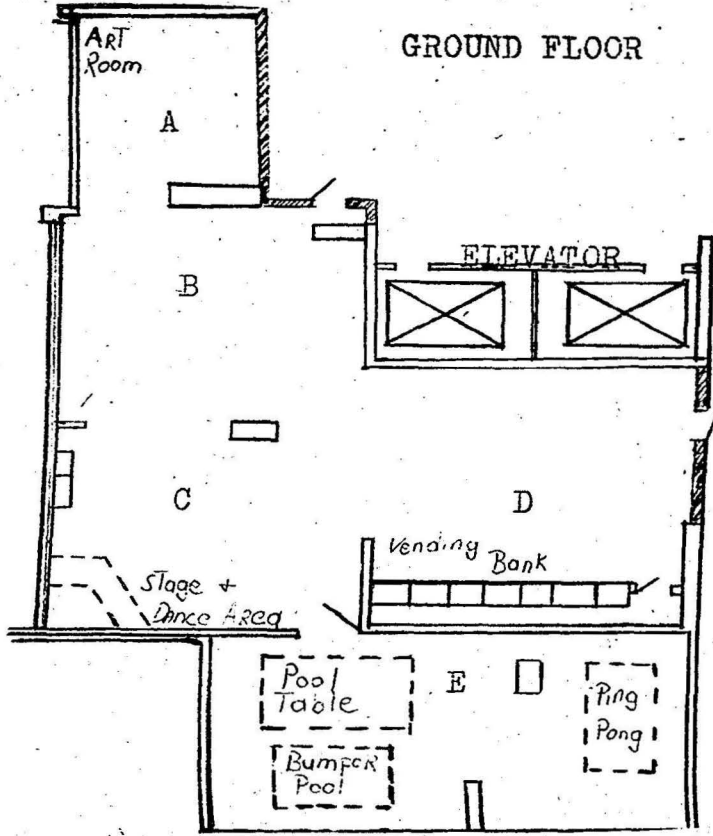 GROUND FLOOR
ART
Room
A
B
ELEVATOR
C
D
Vending
Bank
Stage +
Dance Area
Pool
Table
E
Ping
Pong
Bumper
Pool